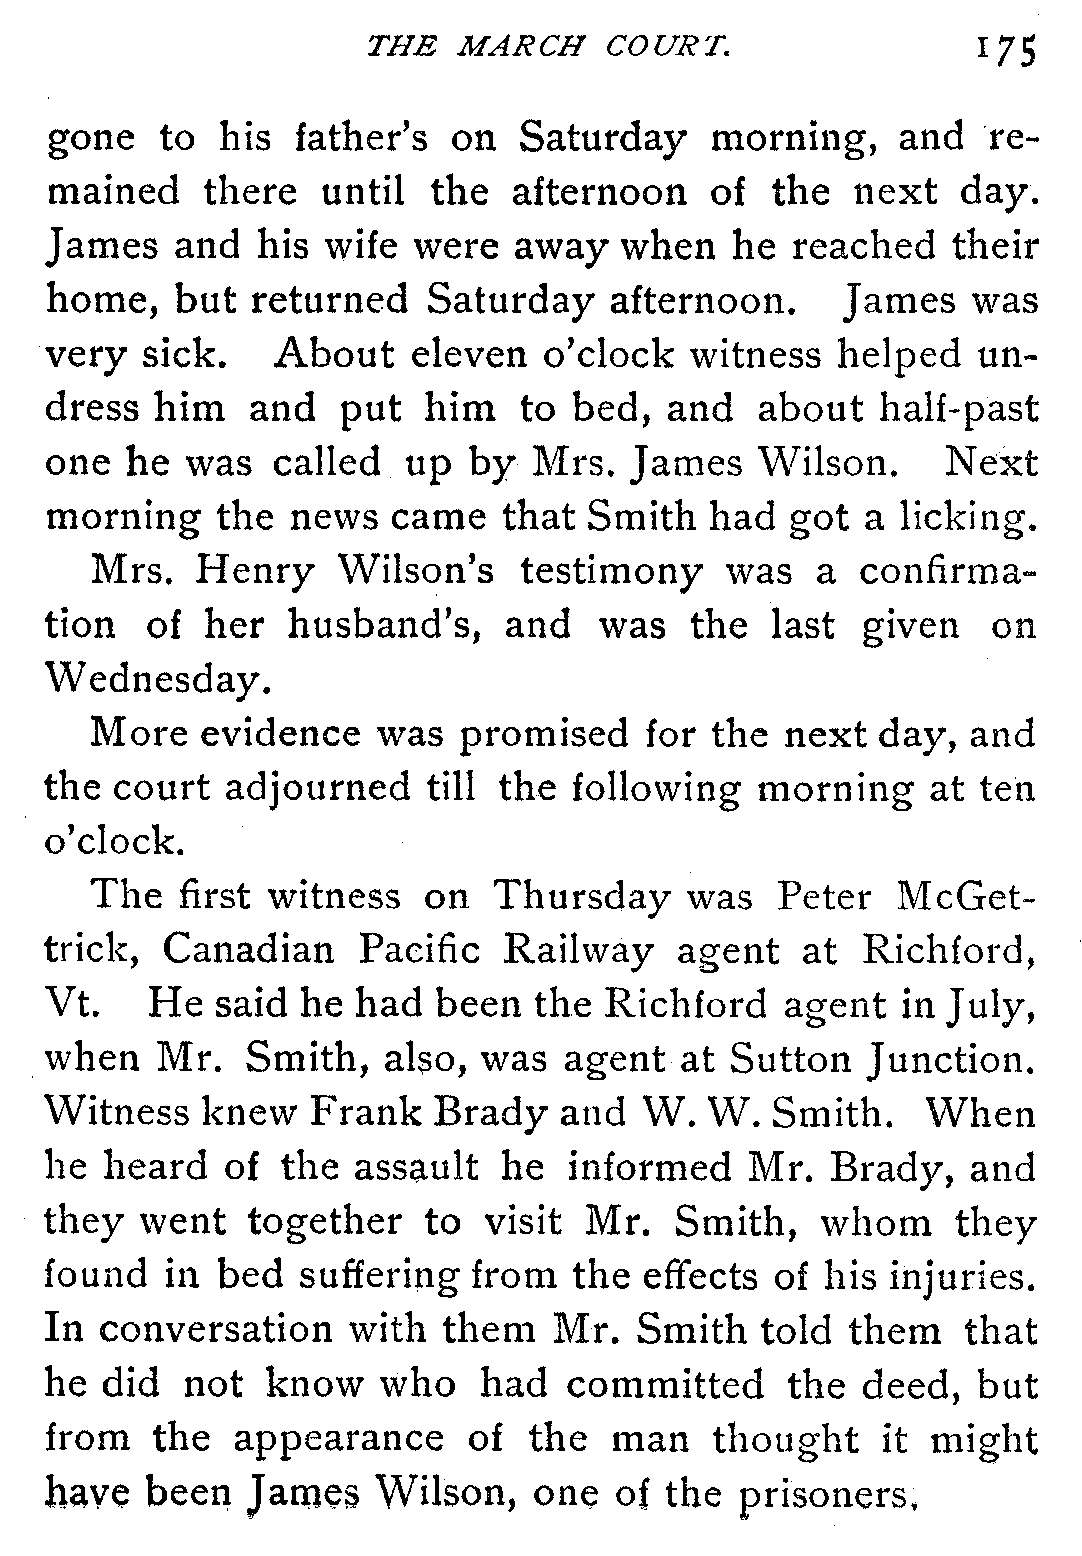 THE MARCH COURT. 175
gone to his father's on Saturday morning, and re-
mained there until the afternoon of the next day.
James and his wife were away when he reached their
home, but returned Saturday afternoon. James was
very sick. About eleven o'clock witness helped un-
dress him and put him to bed, and about half-past
one he was called up by Mrs. James Wilson. Next
morning the news came that Smith had got a licking.
Mrs. Henry Wilson's testimony was a confirma-
tion of her husband's, and was the last given on
Wednesday.
More evidence was promised for the next day, and
the court adjourned till the following morning at ten
o'clock.
The first witness on Thursday was Peter McGet-
trick, Canadian Pacific Railway agent at Richford,
Vt. He said he had been the Richford agent in July,
when Mr. Smith, also, was agent at Sutton Junction.
Witness knew Frank Brady and W. W. Smith. When
he heard of the assault he informed Mr. Brady, and
they went together to visit Mr. Smith, whom they
found in bed suffering from the effects of his injuries.
In conversation with them Mr. Smith told them that
he did not know who had committed the deed, but
from the appearance of the man thought it might
have been James Wilson, one of the prisoners.